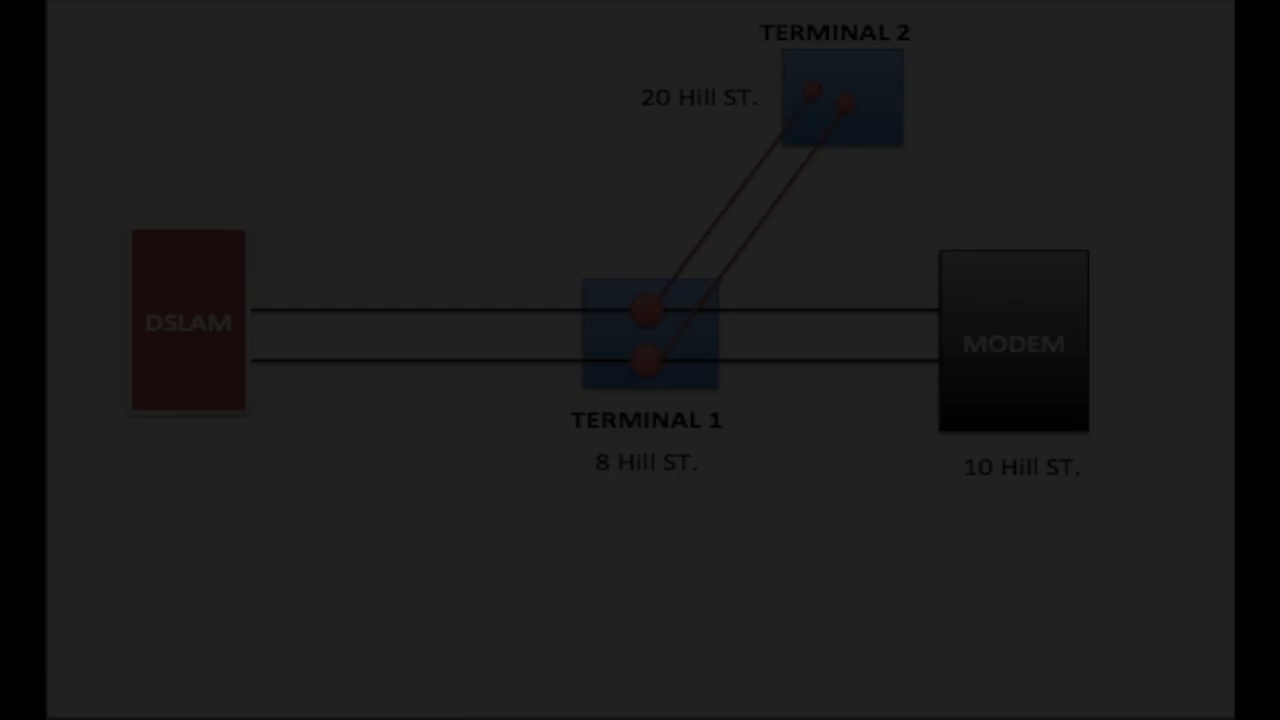 TERMINAL 2
20 Hill ST.
DSLAM
MODEM
TERMINAL 1
8 Hill ST.
10 Hill ST.